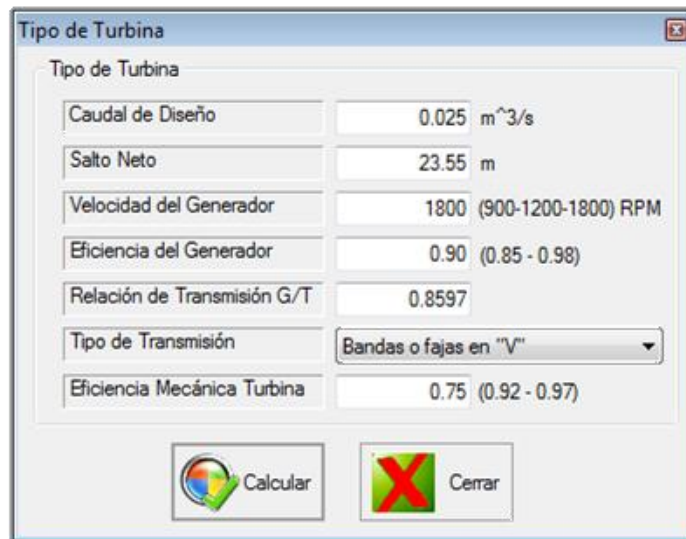 Tipo de Turbina
Tipo de Turbina
Caudal de Diseño 0.025 m^3/s
Salto Neto 23.55 m
Velocidad del Generador 1800 (900-1200-1800) RPM
Eficiencia del Generador 0.90 (0.85 - 0.98)
Relación de Transmisión G/T 0.8597
Tipo de Transmisión Bandas o fajas en "V"
Eficiencia Mecánica Turbina 0.75 (0.92 - 0.97)
Calcular Cerrar